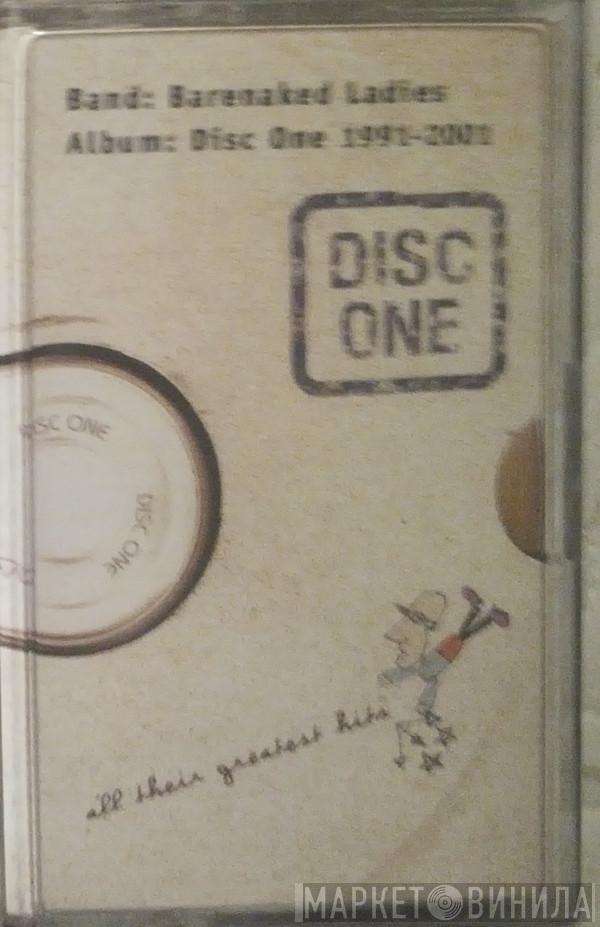 Band: Barenaked Ladies
Album: Disc One 1991-2001
DISC
ONE
DISC ONE
DISC ONE
all their greatest hits
МАРКЕТ ВИНИЛА